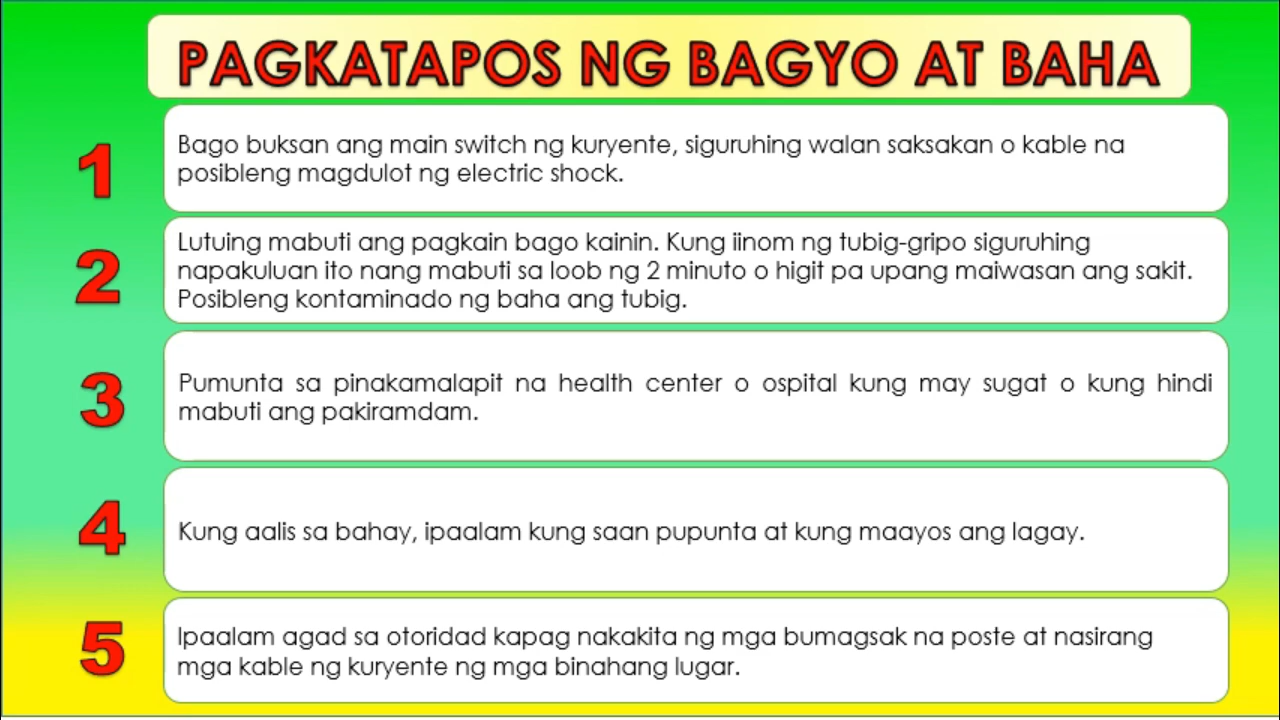 PAGKATAPOS NG BAGYO AT BAHA
1
Bago buksan ang main switch ng kuryente, siguruhing walan saksakan o kable na
posibleng magdulot ng electric shock.
2
Lutuing mabuti ang pagkain bago kainin. Kung iinom ng tubig-gripo siguruhing
napakuluan ito nang mabuti sa loob ng 2 minuto o higit pa upang maiwasan ang sakit.
Posibleng kontaminado ng baha ang tubig.
3
Pumunta sa pinakamalapit na health center o ospital kung may sugat o kung hindi
mabuti ang pakiramdam.
4
Kung aalis sa bahay, ipaalam kung saan pupunta at kung maayos ang lagay.
5
Ipaalam agad sa otoridad kapag nakakita ng mga bumagsak na poste at nasirang
mga kable ng kuryente ng mga binahang lugar.